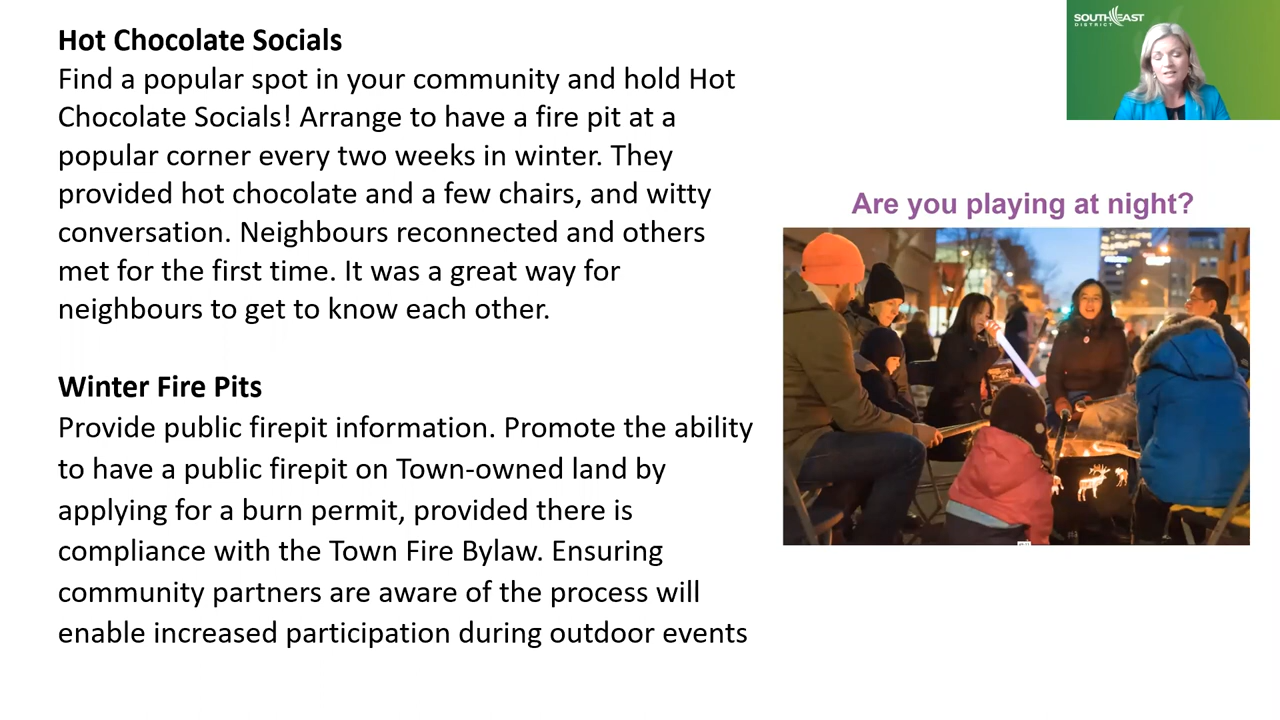 Hot Chocolate Socials
Find a popular spot in your community and hold Hot
Chocolate Socials! Arrange to have a fire pit at a
popular corner every two weeks in winter. They
provided hot chocolate and a few chairs, and witty
conversation. Neighbours reconnected and others
met for the first time. It was a great way for
neighbours to get to know each other.
Winter Fire Pits
Provide public firepit information. Promote the ability
to have a public firepit on Town-owned land by
applying for a burn permit, provided there is
compliance with the Town Fire Bylaw. Ensuring
community partners are aware of the process will
enable increased participation during outdoor events
SOUTHEAST
DISTRICT
Are you playing at night?